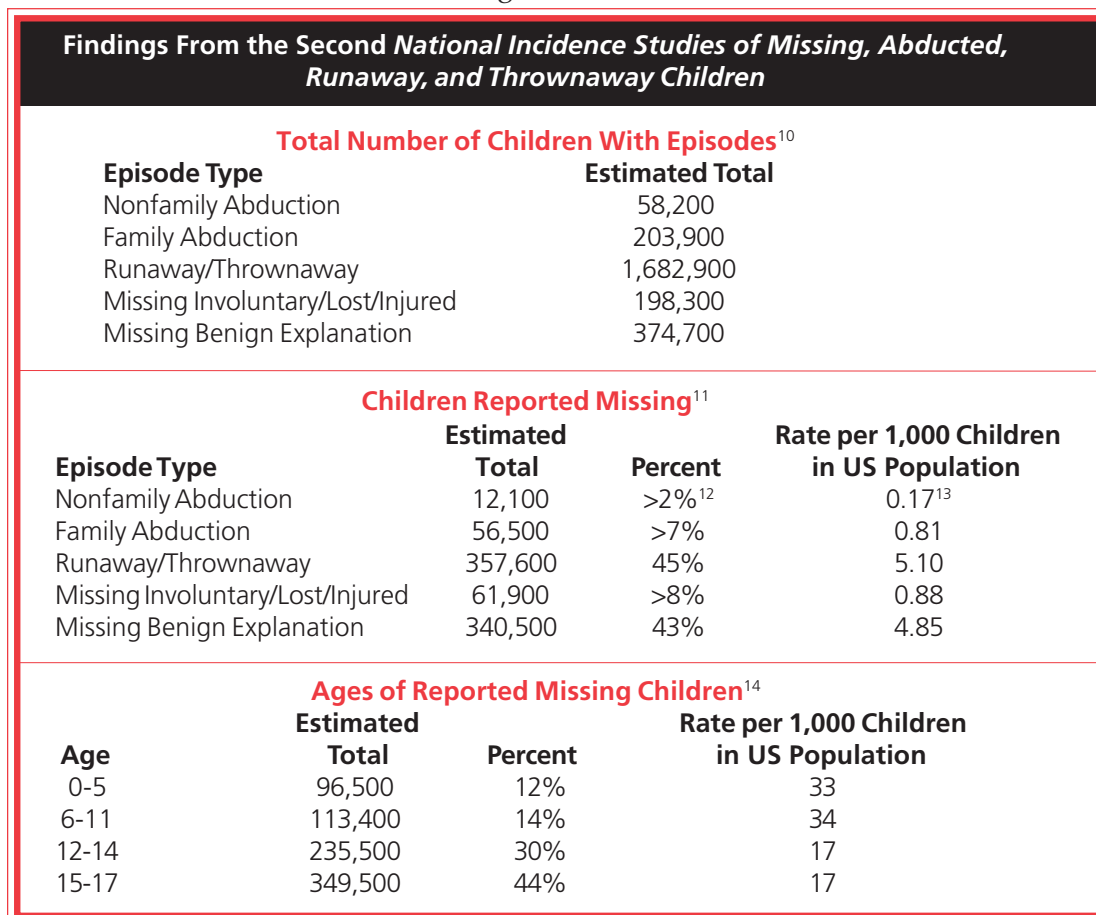 Findings From the Second National Incidence Studies of Missing, Abducted,
Runaway, and Thrownaway Children
Total Number of Children With Episodes10
Episode Type Estimated Total
Nonfamily Abduction 58,200
Family Abduction 203,900
Runaway/Thrownaway 1,682,900
Missing Involuntary/Lost/Injured 198,300
Missing Benign Explanation 374,700
Children Reported Missing11
Estimated Rate per 1,000 Children
Episode Type Total Percent in US Population
Nonfamily Abduction 12,100 >2%12 0.1713
Family Abduction 56,500 >7% 0.81
Runaway/Thrownaway 357,600 45% 5.10
Missing Involuntary/Lost/Injured 61,900 >8% 0.88
Missing Benign Explanation 340,500 43% 4.85
Ages of Reported Missing Children14
Estimated Rate per 1,000 Children
Age Total Percent in US Population
0-5 96,500 12% 33
6-11 113,400 14% 34
12-14 235,500 30% 17
15-17 349,500 44% 17